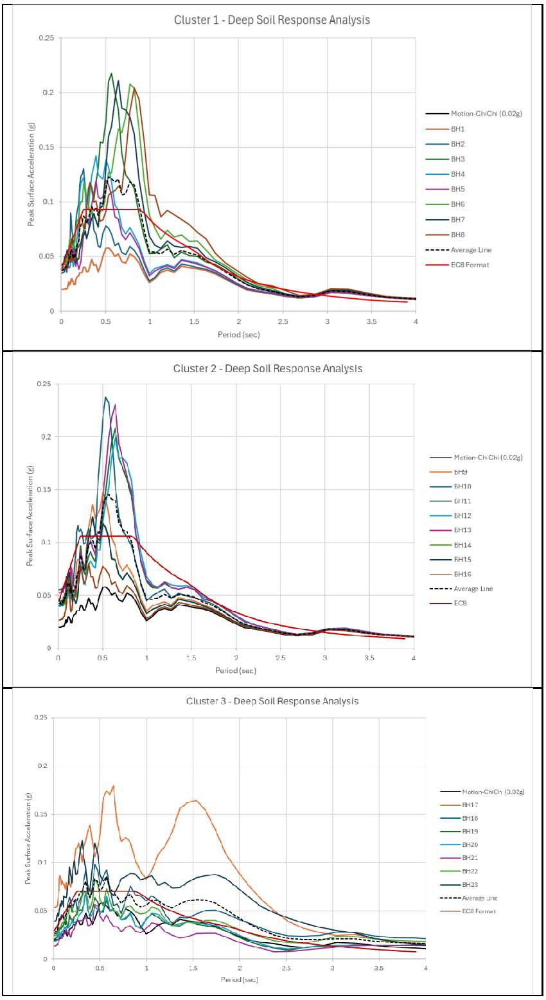 Cluster 1 - Deep Soil Response Analysis
0.25
0.2
0.15
0.1
0.05
0
Peak Surface Acceleration (g)
0 0.5 1 1.5 2 2.5 3 3.5 4
Period (sec)
Motion-ChiChi (0.02g)
BH1
BH2
BH3
BH4
BH5
BH6
BH7
BH8
Average Line
EC8 Format
Cluster 2 - Deep Soil Response Analysis
0.25
0.2
0.15
0.1
0.05
0
Peak Surface Acceleration (g)
0 0.5 1 1.5 2 2.5 3 3.5 4
Period (sec)
Motion-ChiChi (0.02g)
BH9
BH10
BH11
BH12
BH13
BH14
BH15
BH16
Average Line
EC8
Cluster 3 - Deep Soil Response Analysis
0.25
0.2
0.15
0.1
0.05
0
Peak Surface Acceleration (g)
0 0.5 1 1.5 2 2.5 3 3.5 4
Period (sec)
Motion-ChiCh (0.02g)
BH17
BH18
BH19
BH20
BH21
BH22
BH23
Average Line
EC8 Format